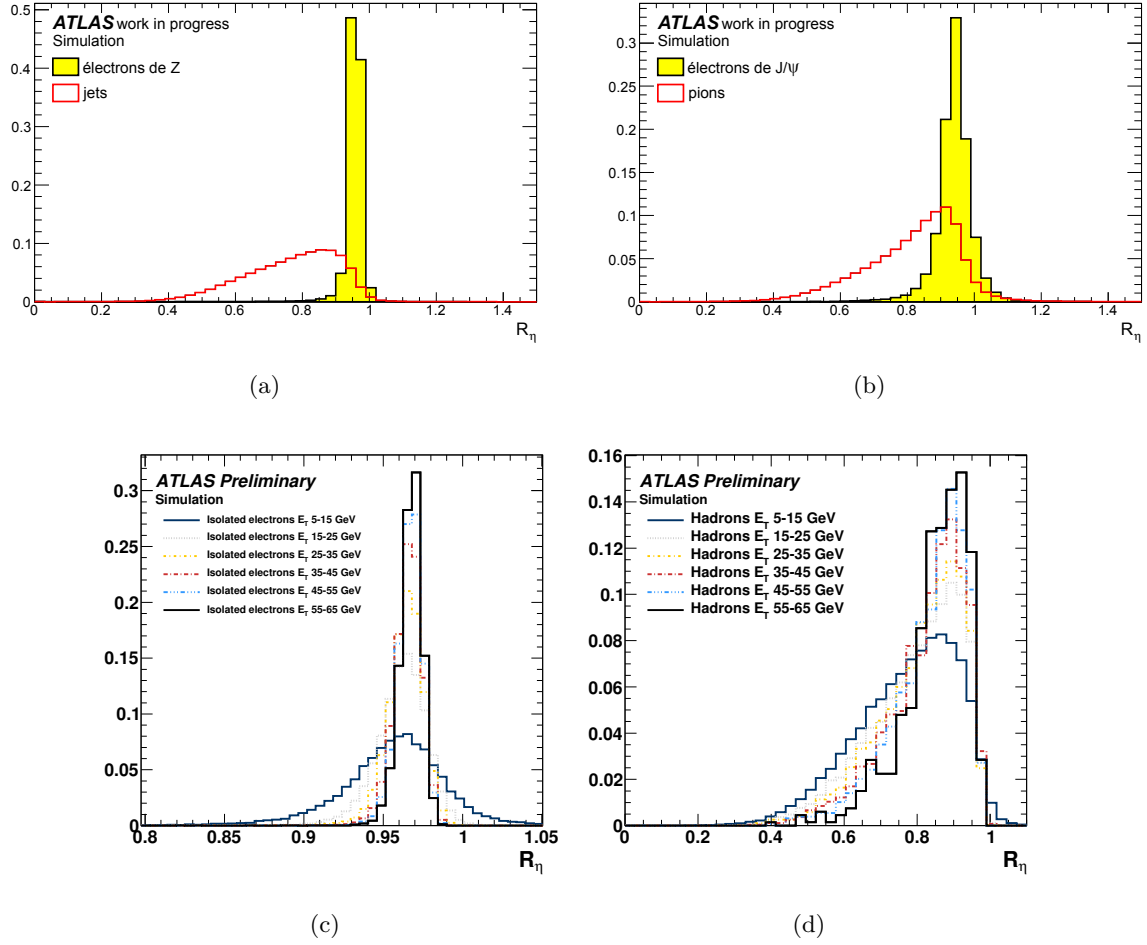 ATLAS work in progress
Simulation
électrons de Z
jets
0.5
0.4
0.3
0.2
0.1
0
0 0.2 0.4 0.6 0.8 1 1.2 1.4
Rη
(a)
ATLAS work in progress
Simulation
électrons de J/ψ
pions
0.3
0.25
0.2
0.15
0.1
0.05
0
0 0.2 0.4 0.6 0.8 1 1.2 1.4
Rη
(b)
ATLAS Preliminary
Simulation
Isolated electrons ET 5-15 GeV
Isolated electrons ET 15-25 GeV
Isolated electrons ET 25-35 GeV
Isolated electrons ET 35-45 GeV
Isolated electrons ET 45-55 GeV
Isolated electrons ET 55-65 GeV
0.3
0.25
0.2
0.15
0.1
0.05
0
0.8 0.85 0.9 0.95 1 1.05
Rη
(c)
ATLAS Preliminary
Simulation
Hadrons ET 5-15 GeV
Hadrons ET 15-25 GeV
Hadrons ET 25-35 GeV
Hadrons ET 35-45 GeV
Hadrons ET 45-55 GeV
Hadrons ET 55-65 GeV
0.16
0.14
0.12
0.1
0.08
0.06
0.04
0.02
0
0 0.2 0.4 0.6 0.8 1
Rη
(d)